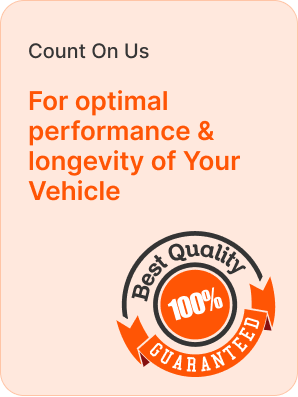 Count On Us
For optimal
performance &
longevity of Your
Vehicle
Best Quality
100%
GUARANTEED